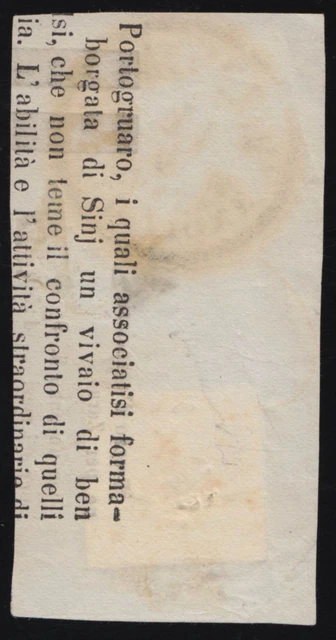 Portogruaro, i quali associatisi forma-
borgata di Sinj un vivaio di ben
si, che non teme il confronto di quelli
ia. L'abilità e l'attività straordinarie di